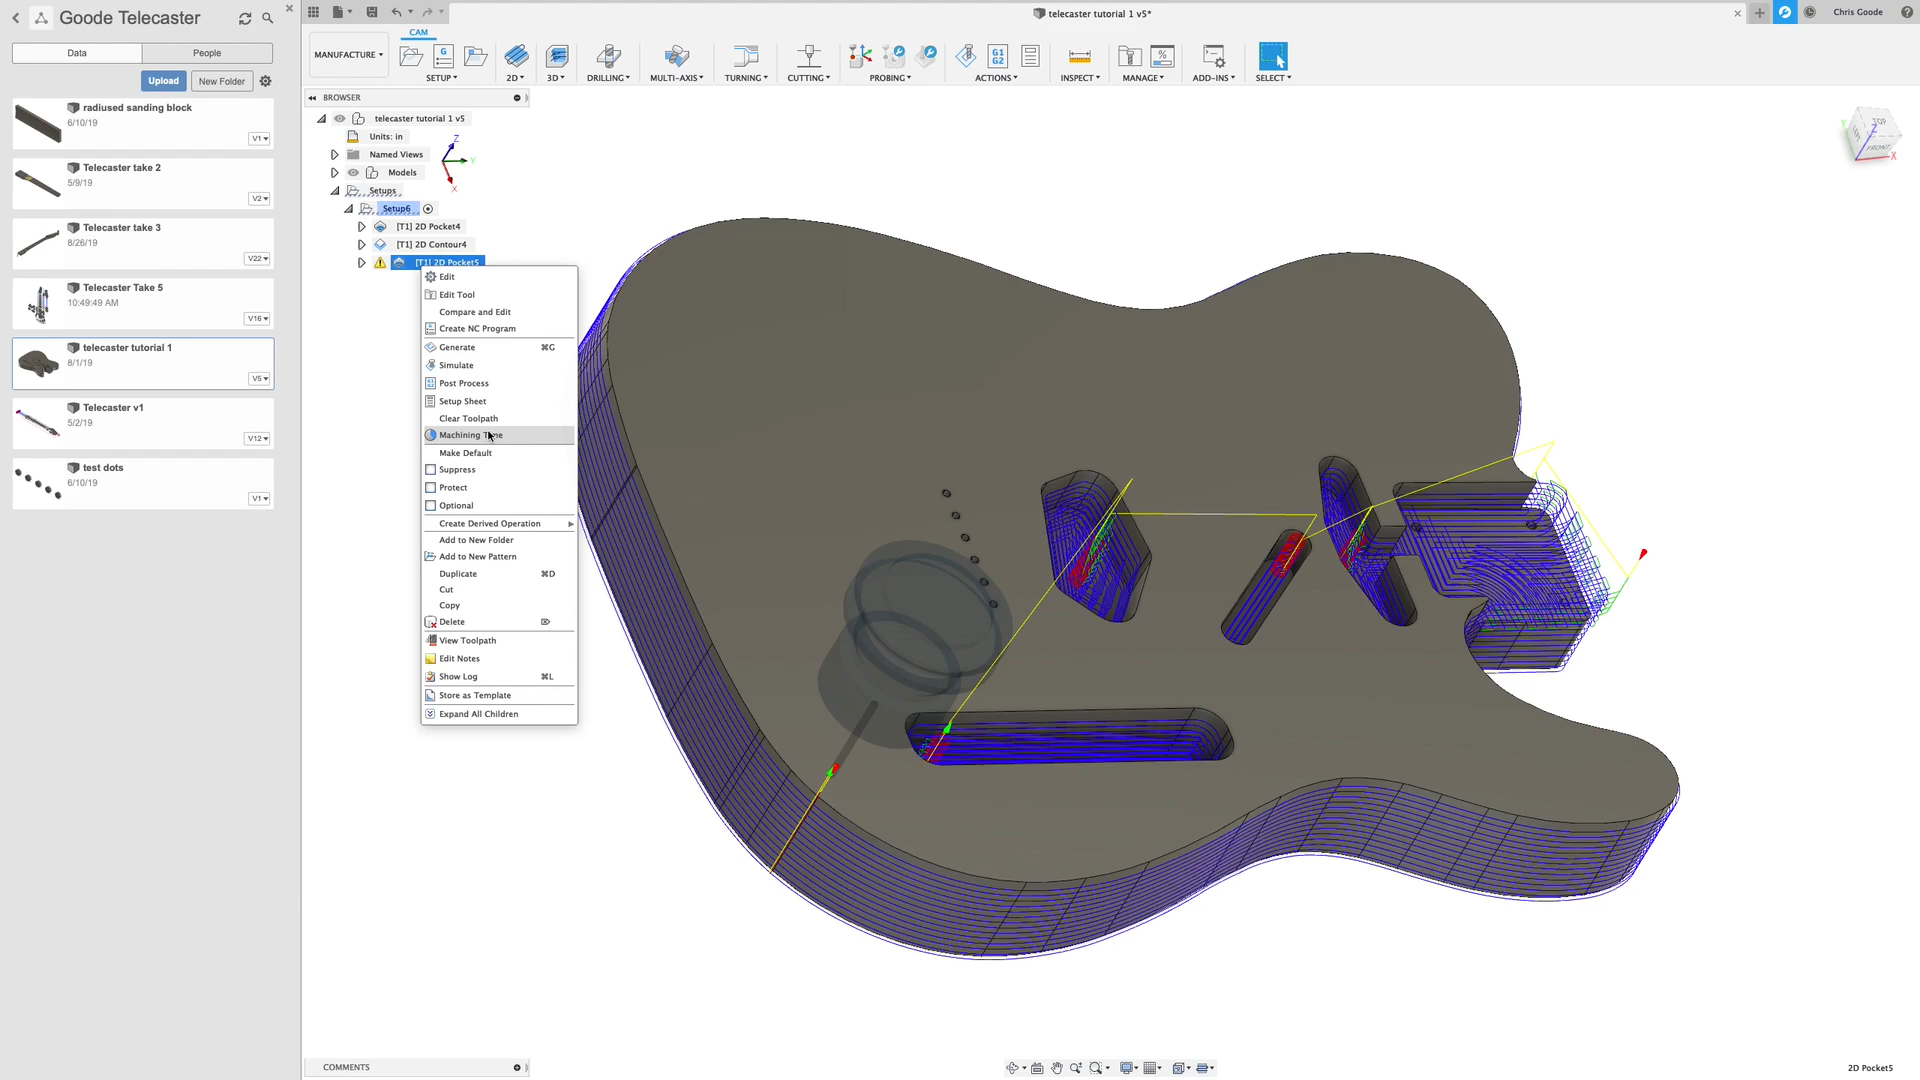 Goode Telecaster
Data
People
Upload
New Folder
radiused sanding block
6/10/19
V1
Telecaster take 2
5/9/19
V2
Telecaster take 3
8/26/19
V22
Telecaster Take 5
10:49:49 AM
V16
telecaster tutorial 1
8/1/19
V5
Telecaster v1
5/2/19
V12
test dots
6/10/19
V1
telecaster tutorial 1 v5*
Chris Goode
CAM
MANUFACTURE
G
G1
G2
SETUP
2D
3D
DRILLING
MULTI-AXIS
TURNING
CUTTING
PROBING
ACTIONS
INSPECT
MANAGE
ADD-INS
SELECT
BROWSER
telecaster tutorial 1 v5
Units: in
Named Views
Models
Setups
Setup6
[T1] 2D Pocket4
[T1] 2D Contour4
[T1] 2D Pocket5
Z
Y
X
Edit
Edit Tool
Compare and Edit
Create NC Program
Generate ⌘G
Simulate
Post Process
Setup Sheet
Clear Toolpath
Machining Time
Make Default
Suppress
Protect
Optional
Create Derived Operation
Add to New Folder
Add to New Pattern
Duplicate ⌘D
Cut
Copy
Delete ⌦
View Toolpath
Edit Notes
Show Log ⌘L
Store as Template
Expand All Children
TOP
LEFT
FRONT
Z
X
COMMENTS
2D Pocket5